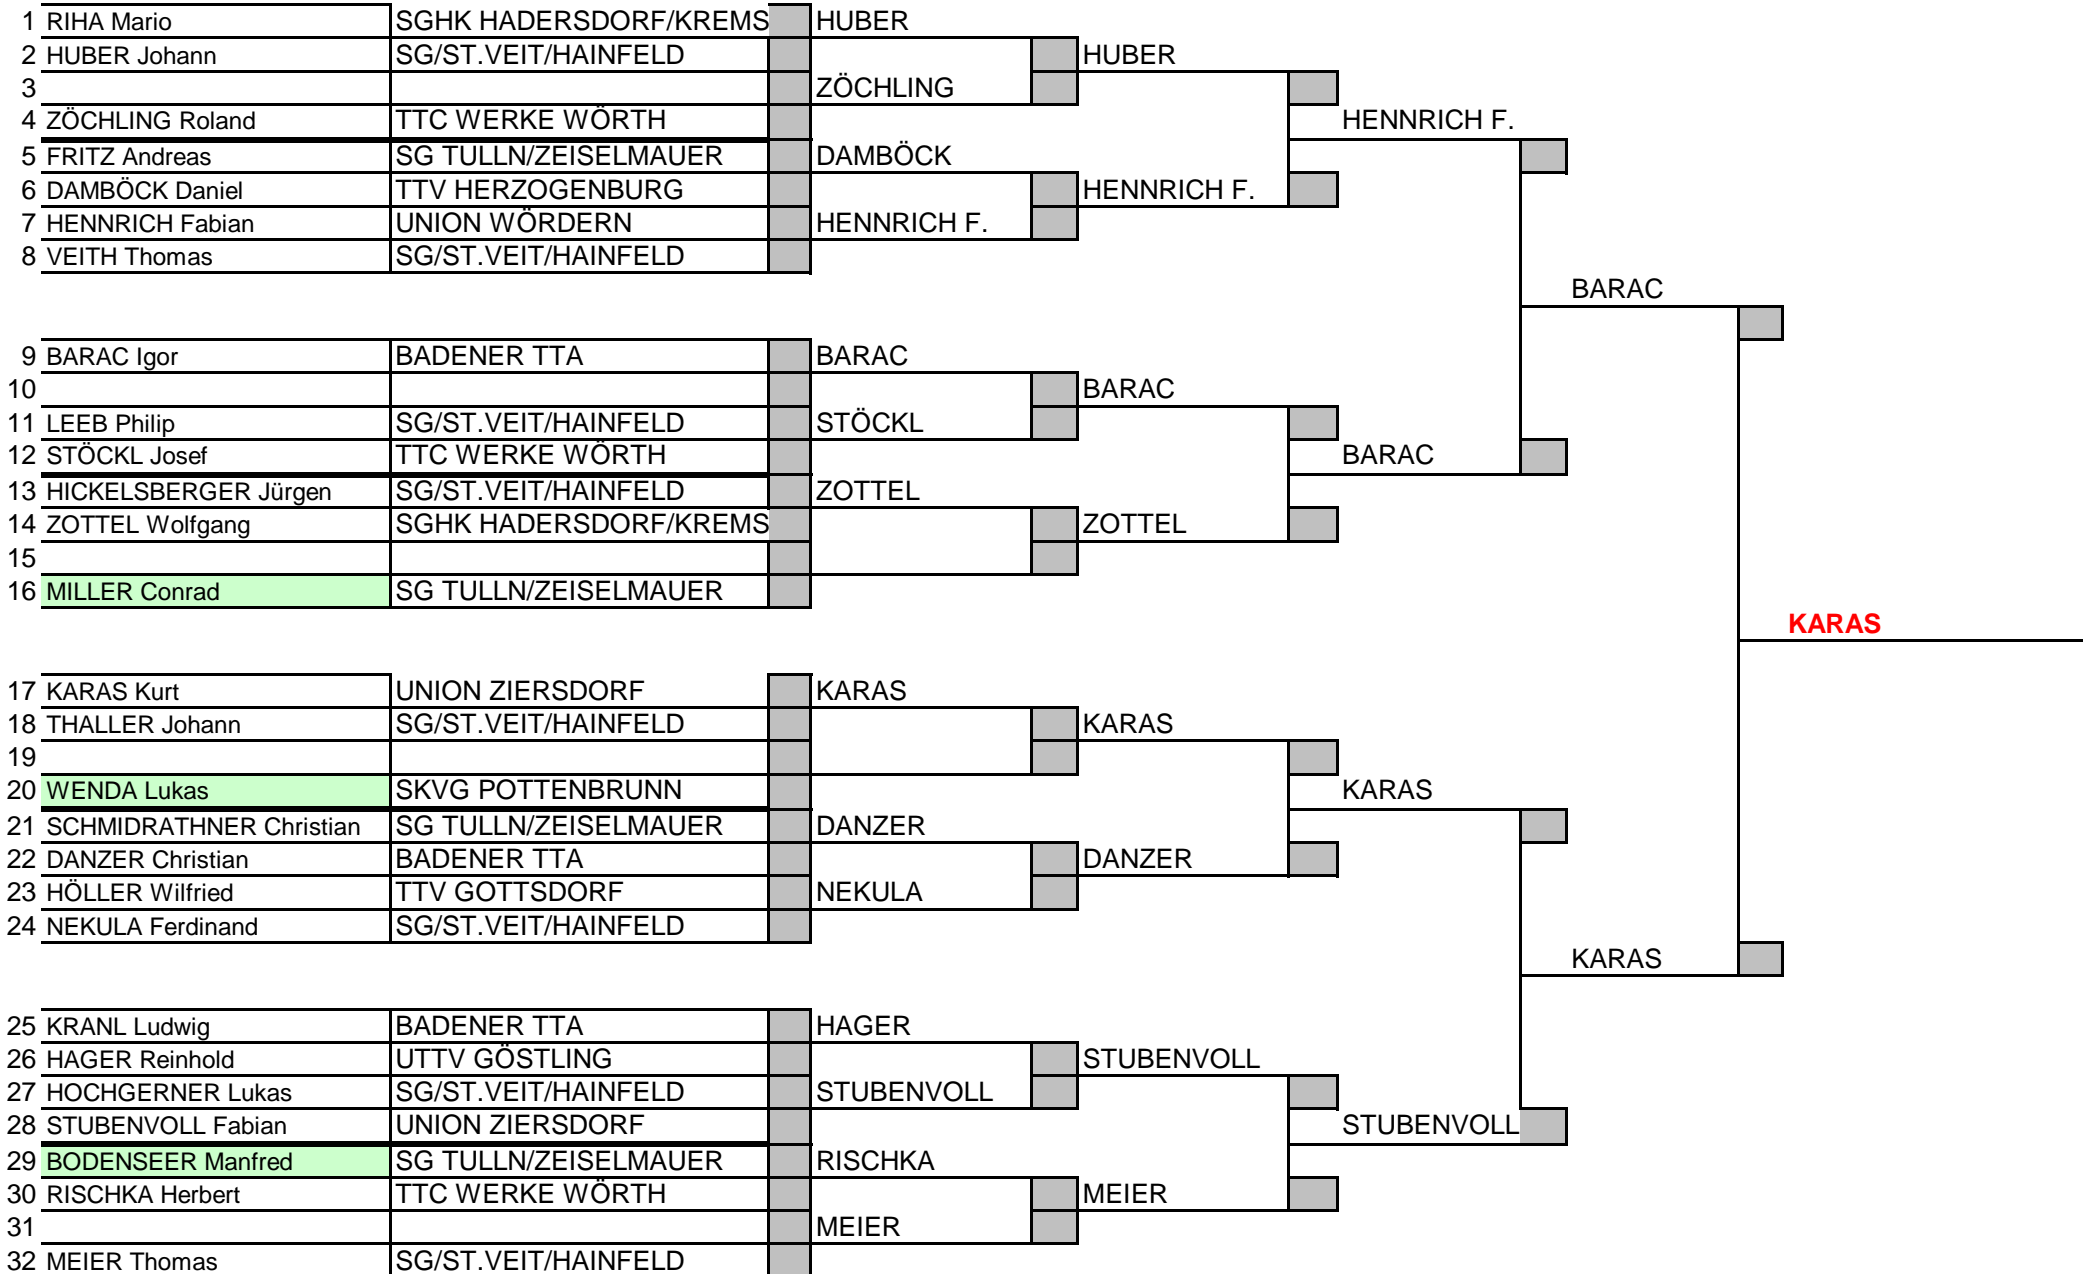 1 RIHA Mario SGHK HADERSDORF/KREMS HUBER
2 HUBER Johann SG/ST.VEIT/HAINFELD HUBER
3 ZÖCHLING
4 ZÖCHLING Roland TTC WERKE WÖRTH HENNRICH F.
5 FRITZ Andreas SG TULLN/ZEISELMAUER DAMBÖCK
6 DAMBÖCK Daniel TTV HERZOGENBURG HENNRICH F.
7 HENNRICH Fabian UNION WÖRDERN HENNRICH F.
8 VEITH Thomas SG/ST.VEIT/HAINFELD
BARAC
9 BARAC Igor BADENER TTA BARAC
10 BARAC
11 LEEB Philip SG/ST.VEIT/HAINFELD STÖCKL
12 STÖCKL Josef TTC WERKE WÖRTH BARAC
13 HICKELSBERGER Jürgen SG/ST.VEIT/HAINFELD ZOTTEL
14 ZOTTEL Wolfgang SGHK HADERSDORF/KREMS ZOTTEL
15
16 MILLER Conrad SG TULLN/ZEISELMAUER
KARAS
17 KARAS Kurt UNION ZIERSDORF KARAS
18 THALLER Johann SG/ST.VEIT/HAINFELD KARAS
19
20 WENDA Lukas SKVG POTTENBRUNN KARAS
21 SCHMIDRATHNER Christian SG TULLN/ZEISELMAUER DANZER
22 DANZER Christian BADENER TTA DANZER
23 HÖLLER Wilfried TTV GOTTSDORF NEKULA
24 NEKULA Ferdinand SG/ST.VEIT/HAINFELD
KARAS
25 KRANL Ludwig BADENER TTA HAGER
26 HAGER Reinhold UTTV GÖSTLING STUBENVOLL
27 HOCHGERNER Lukas SG/ST.VEIT/HAINFELD STUBENVOLL
28 STUBENVOLL Fabian UNION ZIERSDORF STUBENVOLL
29 BODENSEER Manfred SG TULLN/ZEISELMAUER RISCHKA
30 RISCHKA Herbert TTC WERKE WÖRTH MEIER
31 MEIER
32 MEIER Thomas SG/ST.VEIT/HAINFELD